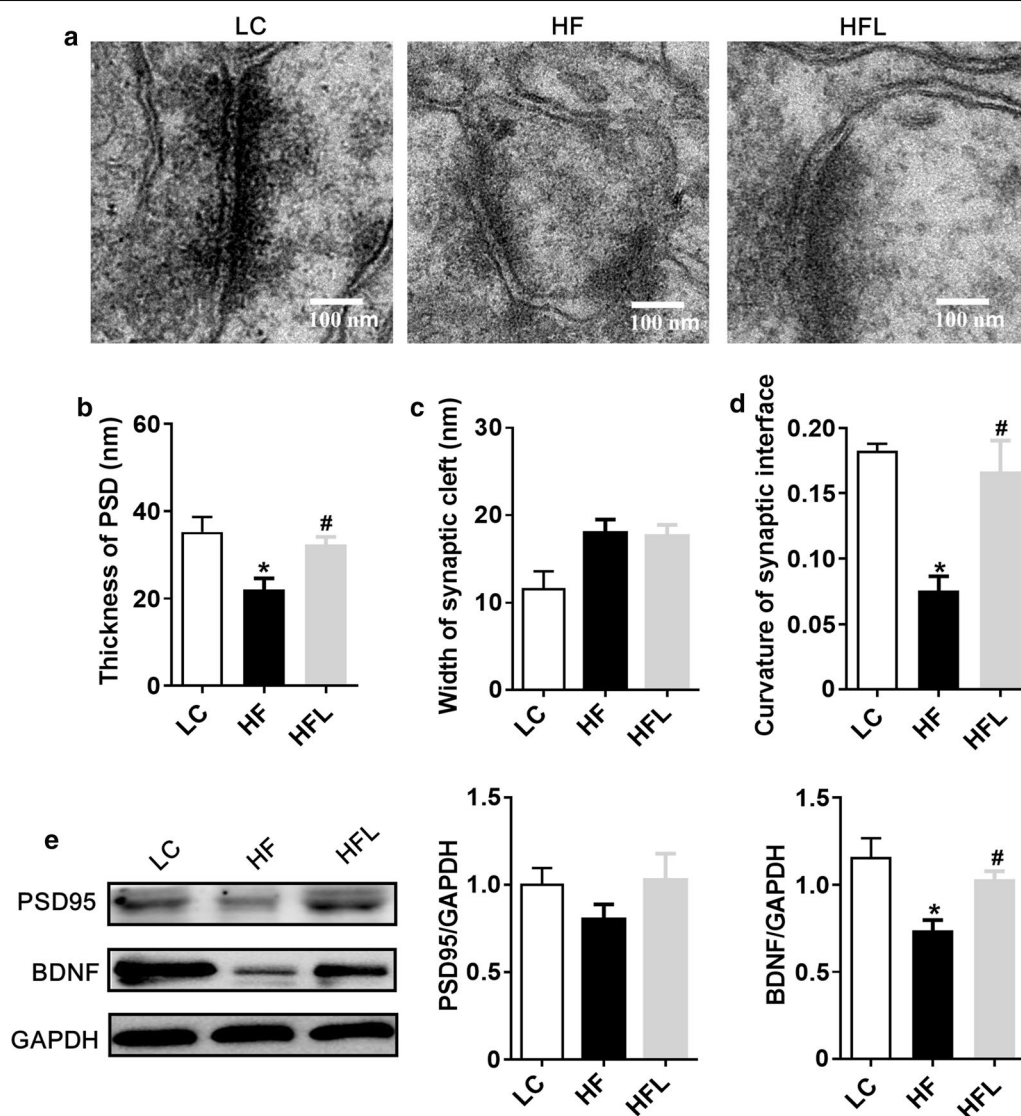 a
LC HF HFL
100 nm 100 nm 100 nm
b
Thickness of PSD (nm)
60
40
20
0
*
#
LC HF HFL
c
Width of synaptic cleft (nm)
30
20
10
0
LC HF HFL
d
Curvature of synaptic interface
0.20
0.15
0.10
0.05
0
*
#
LC HF HFL
e
LC HF HFL
PSD95
BDNF
GAPDH
PSD95/GAPDH
1.5
1.0
0.5
0
LC HF HFL
BDNF/GAPDH
1.5
1.0
0.5
0
*
#
LC HF HFL